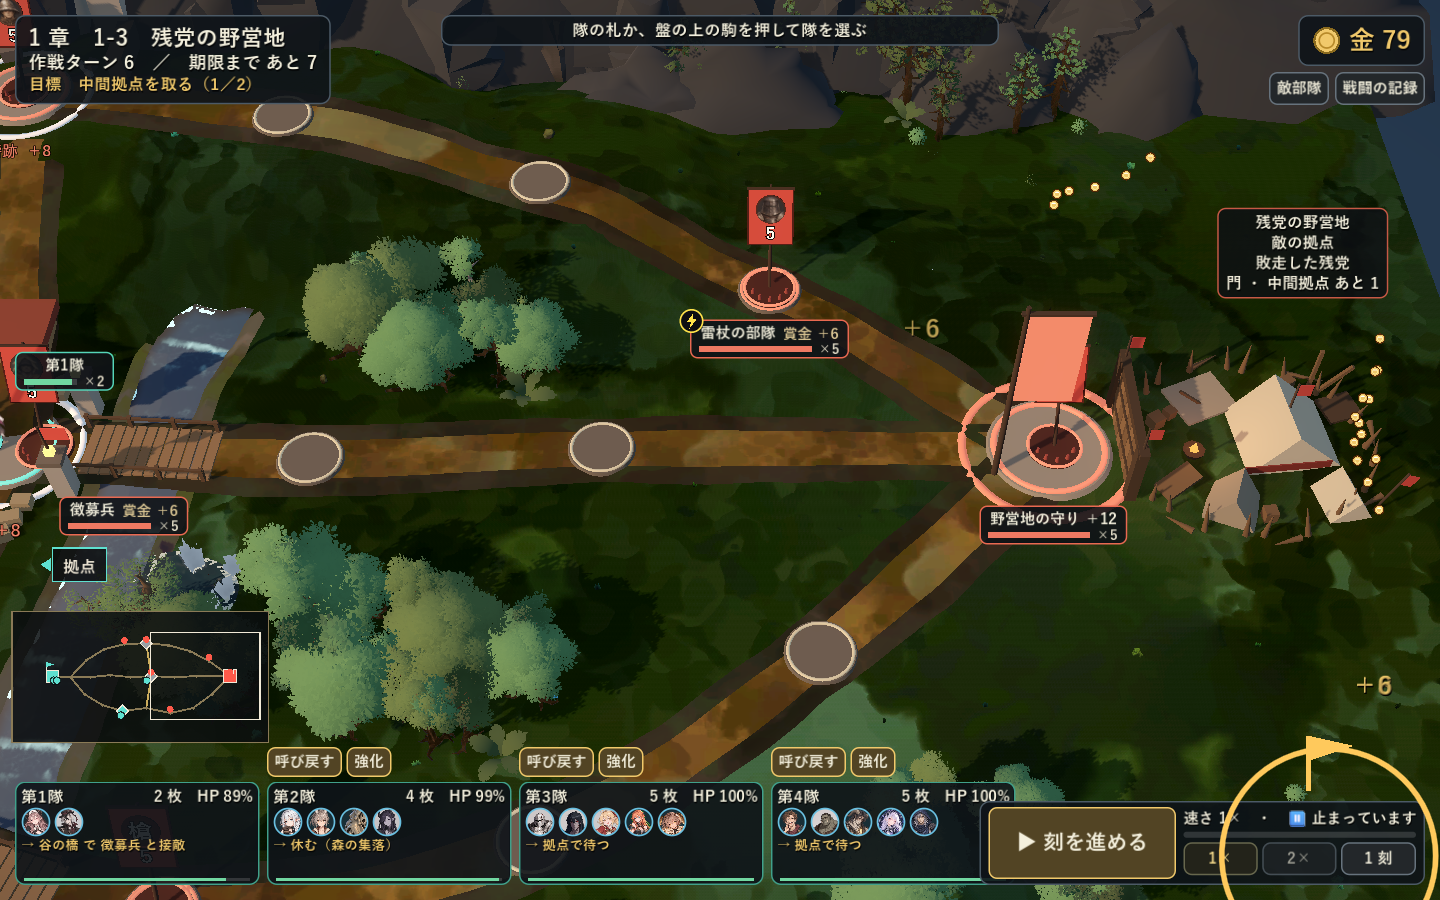 1 章　1-3　残党の野営地
作戦ターン 6　／　期限まで あと 7
目標　中間拠点を取る（1／2）
隊の札か、盤の上の駒を押して隊を選ぶ
金 79
敵部隊
戦闘の記録
跡 +8
残党の野営地
敵の拠点
敗走した残党
門 ・ 中間拠点 あと 1
5
雷杖の部隊 賞金 +6
×5
+6
第1隊
×2
徴募兵 賞金 +6
×5
+8
野営地の守り +12
×5
拠点
+6
呼び戻す
強化
呼び戻す
強化
呼び戻す
強化
第1隊 2 枚 HP 89%
→ 谷の橋 で 徴募兵 と接敵
第2隊 4 枚 HP 99%
→ 休む（森の集落）
第3隊 5 枚 HP 100%
→ 拠点で待つ
第4隊 5 枚 HP 100%
→ 拠点で待つ
▶ 刻を進める
速さ 1× ・ ⏸ 止まっています
1×
2×
1 刻